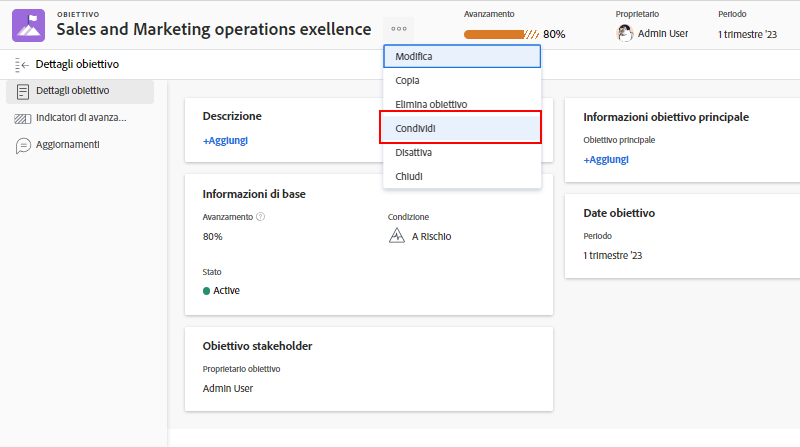 OBIETTIVO
Sales and Marketing operations exellence
Avanzamento
80%
Proprietario
Admin User
Periodo
1 trimestre '23
Dettagli obiettivo
Dettagli obiettivo
Indicatori di avanza...
Aggiornamenti
Modifica
Copia
Elimina obiettivo
Condividi
Disattiva
Chiudi
Descrizione
+Aggiungi
Informazioni di base
Avanzamento
80%
Condizione
A Rischio
Stato
Active
Obiettivo stakeholder
Proprietario obiettivo
Admin User
Informazioni obiettivo principale
Obiettivo principale
+Aggiungi
Date obiettivo
Periodo
1 trimestre '23